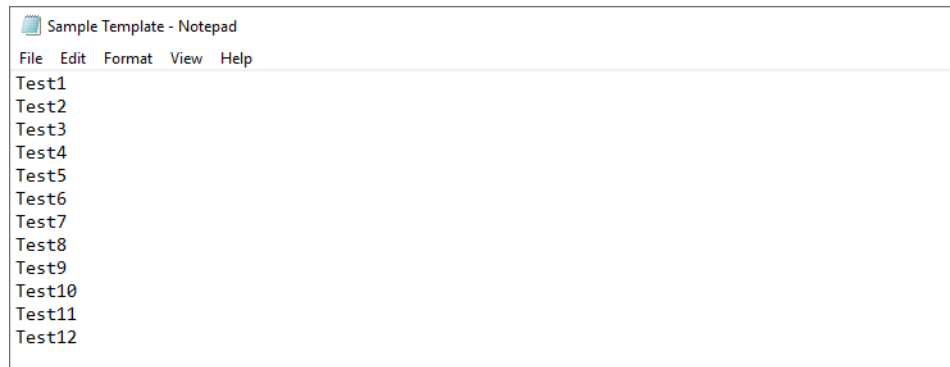 Sample Template - Notepad
File Edit Format View Help
Test1
Test2
Test3
Test4
Test5
Test6
Test7
Test8
Test9
Test10
Test11
Test12